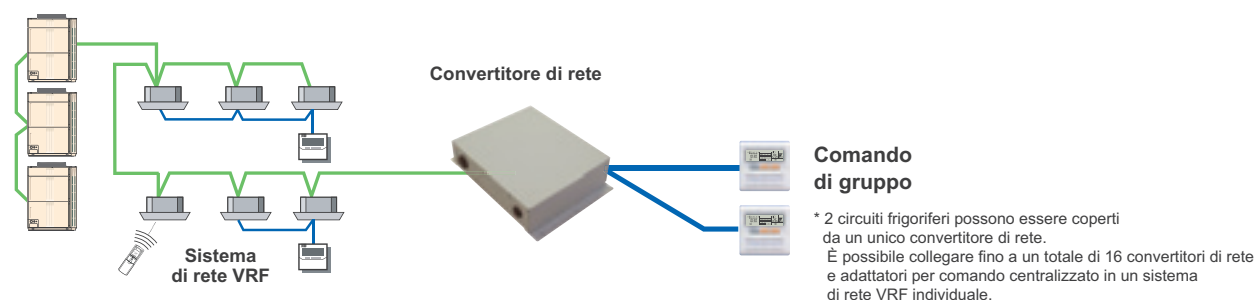 Convertitore di rete
Comando
di gruppo
* 2 circuiti frigoriferi possono essere coperti
da un unico convertitore di rete.
È possibile collegare fino a un totale di 16 convertitori di rete
e adattatori per comando centralizzato in un sistema
di rete VRF individuale.
Sistema
di rete VRF